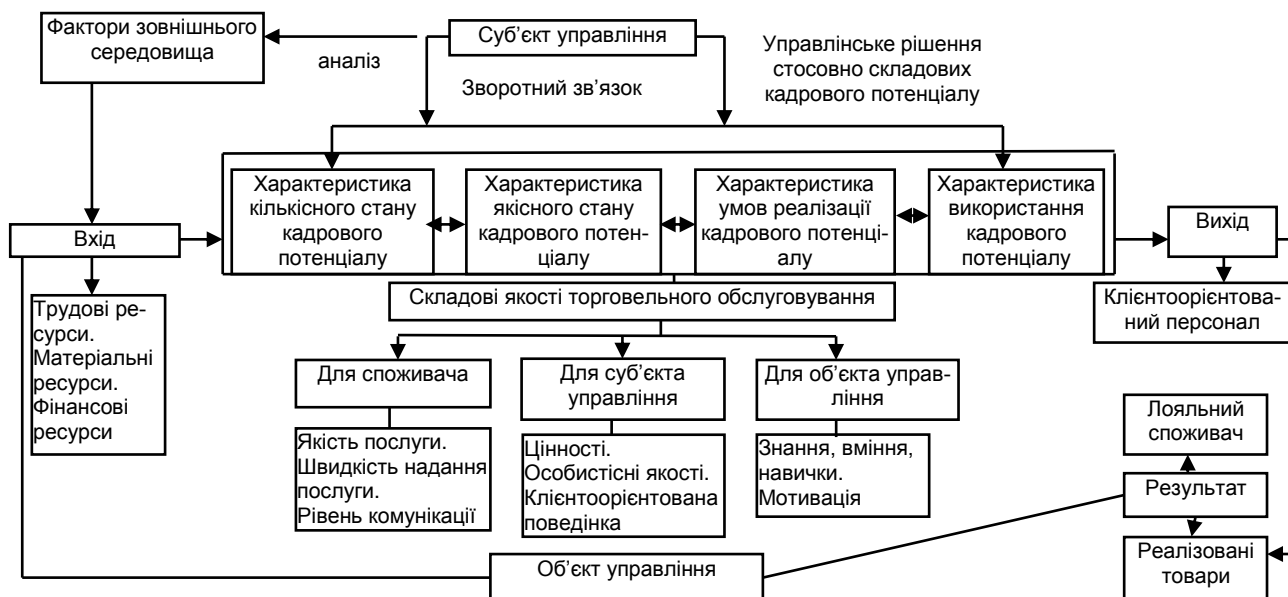 Фактори зовнішнього
середовища
аналіз
Суб’єкт управління
Зворотний зв’язок
Управлінське рішення
стосовно складових
кадрового потенціалу
Характеристика
кількісного стану
кадрового
потенціалу
Характеристика
якісного стану
кадрового потен-
ціалу
Характеристика
умов реалізації
кадрового потенці-
алу
Характеристика
використання
кадрового
потенціалу
Вхід
Вихід
Трудові ре-
сурси.
Матеріальні
ресурси.
Фінансові
ресурси
Складові якості торговельного обслуговування
Клієнтоорієнтова-
ний персонал
Для споживача
Для суб’єкта
управління
Для об’єкта управ-
ління
Якість послуги.
Швидкість надання
послуги.
Рівень комунікації
Цінності.
Особистісні якості.
Клієнтоорієнтована
поведінка
Знання, вміння,
навички.
Мотивація
Лояльний
споживач
Результат
Реалізовані
товари
Об’єкт управління